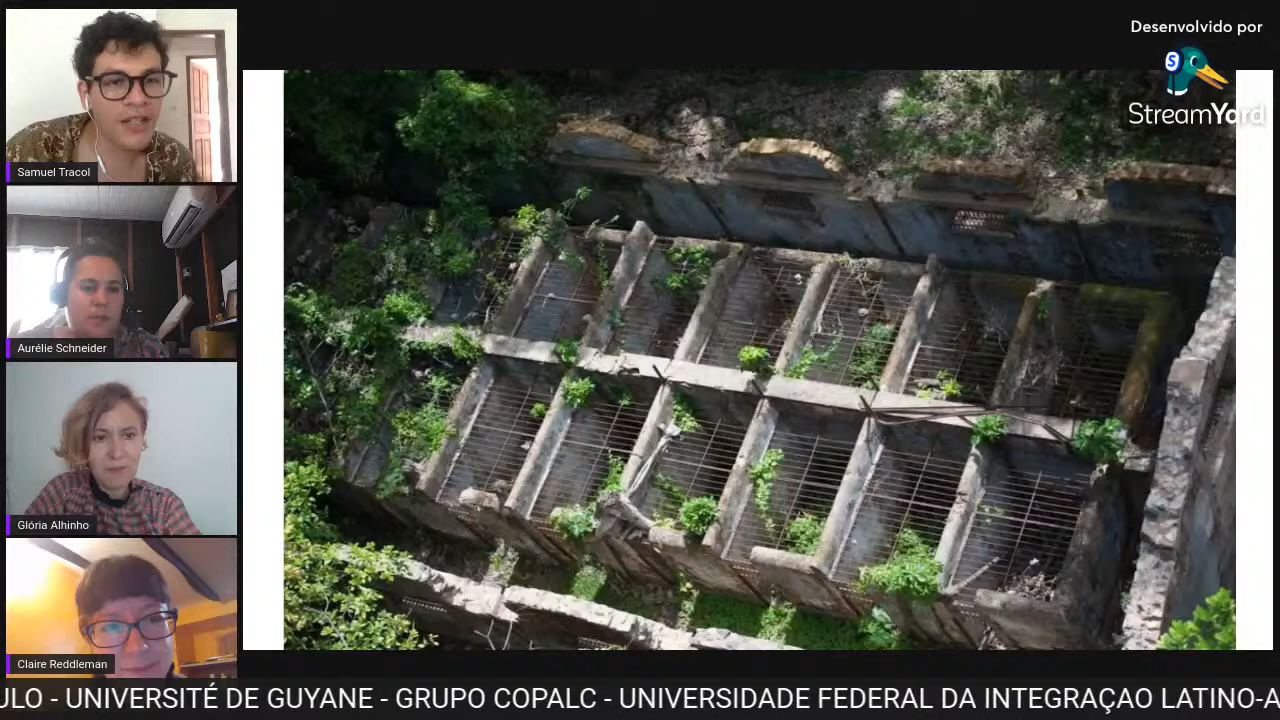 Desenvolvido por
StreamYard
Samuel Tracol
Aurélie Schneider
Glória Alhinho
Claire Reddleman
ULO - UNIVERSITÉ DE GUYANE - GRUPO COPALC - UNIVERSIDADE FEDERAL DA INTEGRAÇAO LATINO-A